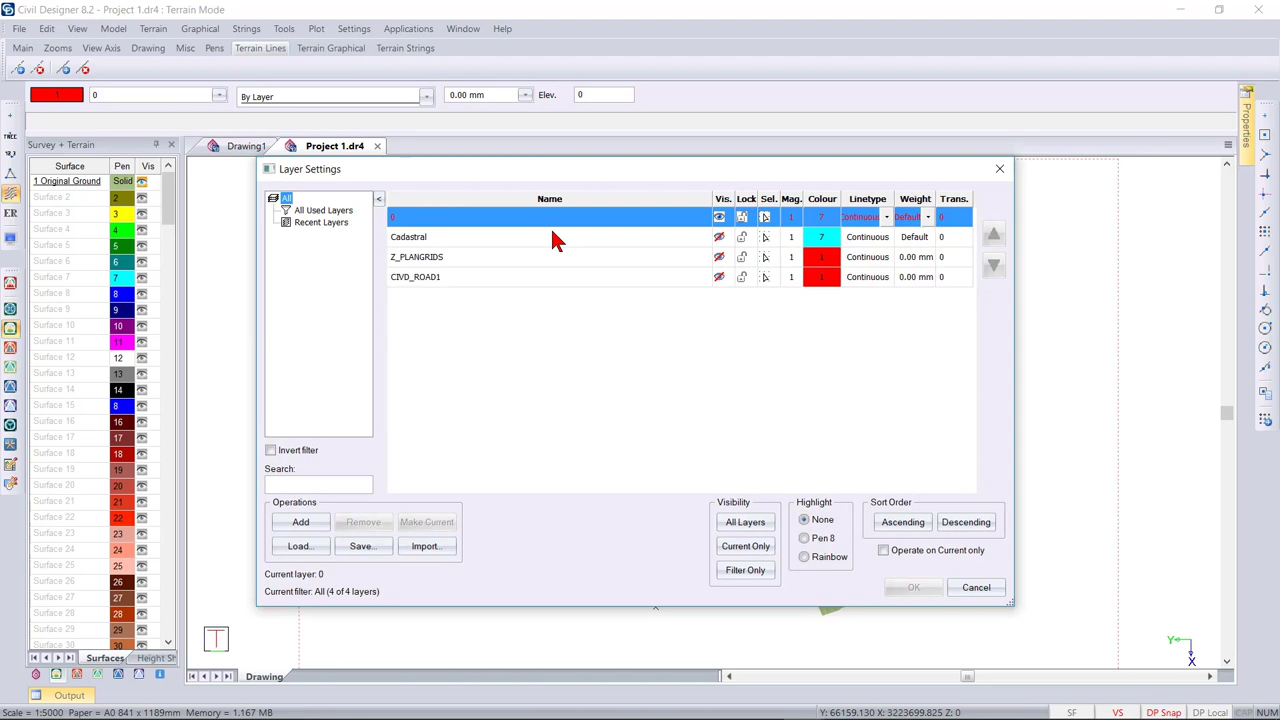 Civil Designer 8.2 - Project 1.dr4 - Terrain Mode
File Edit View Model Terrain Graphical Strings Tools Plot Settings Applications Window Help
Main Zooms View Axis Drawing Misc Pens Terrain Lines Terrain Graphical Terrain Strings
1 0 By Layer 0.00 mm Elev. 0
Properties
Survey + Terrain
Drawing1 Project 1.dr4
Surface Pen Vis
1 Original Ground Solid
Surface 2 2
Surface 3 3
Surface 4 4
Surface 5 5
Surface 6 6
Surface 7 7
Surface 8 8
Surface 9 9
Surface 10 10
Surface 11 11
Surface 12 12
Surface 13 13
Surface 14 14
Surface 15 8
Surface 16 16
Surface 17 17
Surface 18 18
Surface 19 19
Surface 20 20
Surface 21 21
Surface 22 22
Surface 23 23
Surface 24 24
Surface 25 25
Surface 26 26
Surface 27 27
Surface 28 28
Surface 29 29
Surface 30 30
Surfaces Height Sh
Layer Settings
All
All Used Layers
Recent Layers
<
Name Vis. Lock Sel. Mag. Colour Linetype Weight Trans.
0 1 7 Continuous Default 0
Cadastral 1 7 Continuous Default 0
Z_PLANGRIDS 1 1 Continuous 0.00 mm 0
CIVD_ROAD1 1 1 Continuous 0.00 mm 0
Invert filter
Search:
Operations
Add Remove Make Current
Load... Save... Import...
Current layer: 0
Current filter: All (4 of 4 layers)
Visibility
All Layers
Current Only
Filter Only
Highlight
None
Pen 8
Rainbow
Sort Order
Ascending Descending
Operate on Current only
OK Cancel
Y
X
Drawing
Output
Scale = 1:5000 Paper = A0 841 x 1189mm Memory = 1.167 MB Y: 66159.130 X: 3223699.825 Z: 0 SF VS DP Snap DP Local CAP NUM